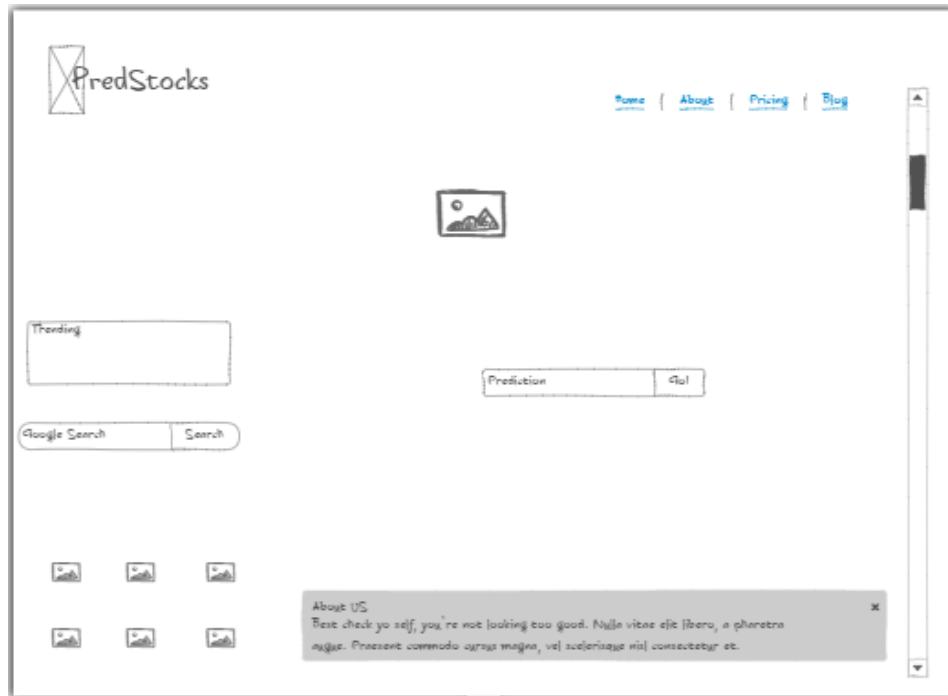 PredStocks
Home | About | Pricing | Blog
Trending
Prediction Go!
Google Search Search
About US
Best check yo self, you're not looking too good. Nulla vitae elit libero, a pharetra
augue. Praesent commodo cursus magna, vel scelerisque nisl consectetur et.